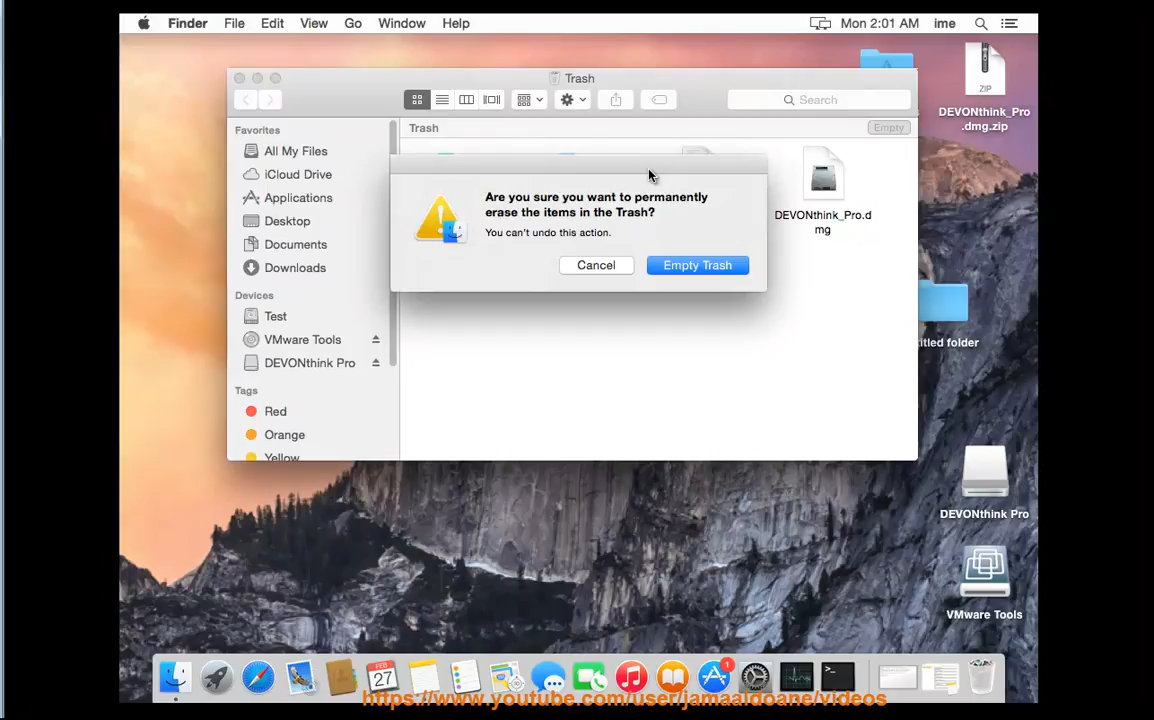 Finder File Edit View Go Window Help Mon 2:01 AM ime
Trash
Search
Favorites
All My Files
iCloud Drive
Applications
Desktop
Documents
Downloads
Devices
Test
VMware Tools
DEVONthink Pro
Tags
Red
Orange
Yellow
Trash
Empty
Are you sure you want to permanently
erase the items in the Trash?
You can't undo this action.
Cancel
Empty Trash
DEVONthink_Pro.d
mg
ZIP
DEVONthink_Pro
.dmg.zip
titled folder
DEVONthink Pro
VMware Tools
FEB
27
1
https://www.youtube.com/user/jamaaldoane/videos